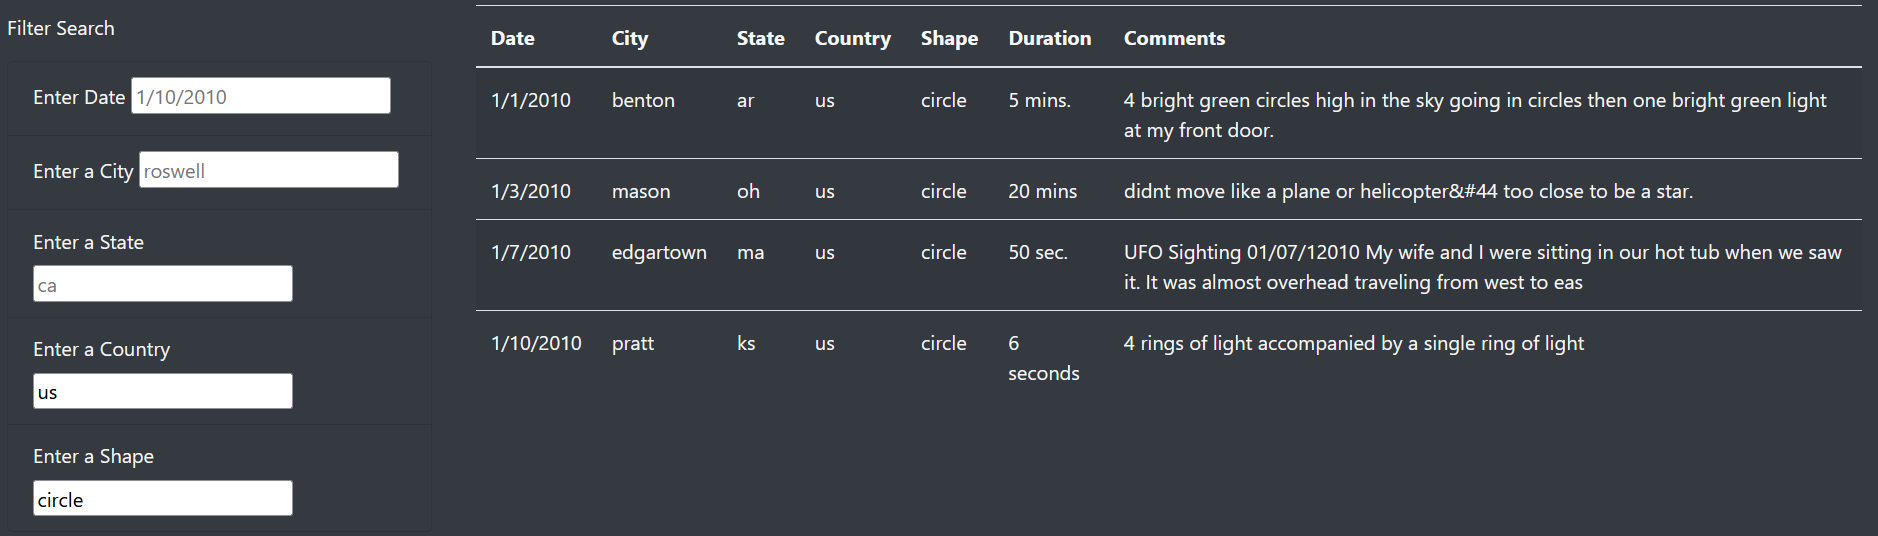 Filter Search
Enter Date 1/10/2010
Enter a City roswell
Enter a State
ca
Enter a Country
us
Enter a Shape
circle
Date City State Country Shape Duration Comments
1/1/2010 benton ar us circle 5 mins. 4 bright green circles high in the sky going in circles then one bright green light
at my front door.
1/3/2010 mason oh us circle 20 mins didnt move like a plane or helicopter&#44 too close to be a star.
1/7/2010 edgartown ma us circle 50 sec. UFO Sighting 01/07/12010 My wife and I were sitting in our hot tub when we saw
it. It was almost overhead traveling from west to eas
1/10/2010 pratt ks us circle 6 4 rings of light accompanied by a single ring of light
seconds